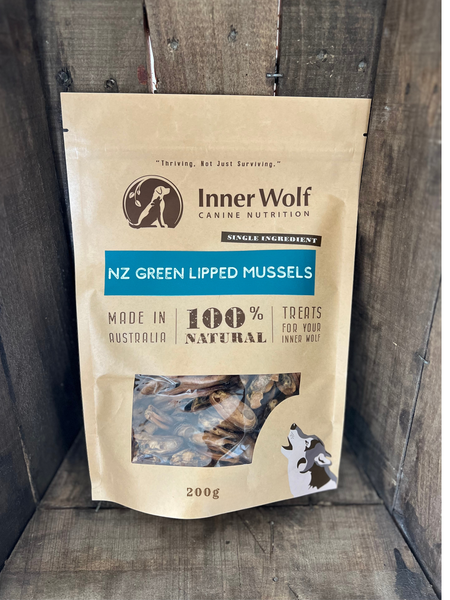 "Thriving, Not Just Surviving."
Inner Wolf
CANINE NUTRITION
SINGLE INGREDIENT
NZ GREEN LIPPED MUSSELS
MADE IN
AUSTRALIA
100%
NATURAL
TREATS
FOR YOUR
INNER WOLF
200g